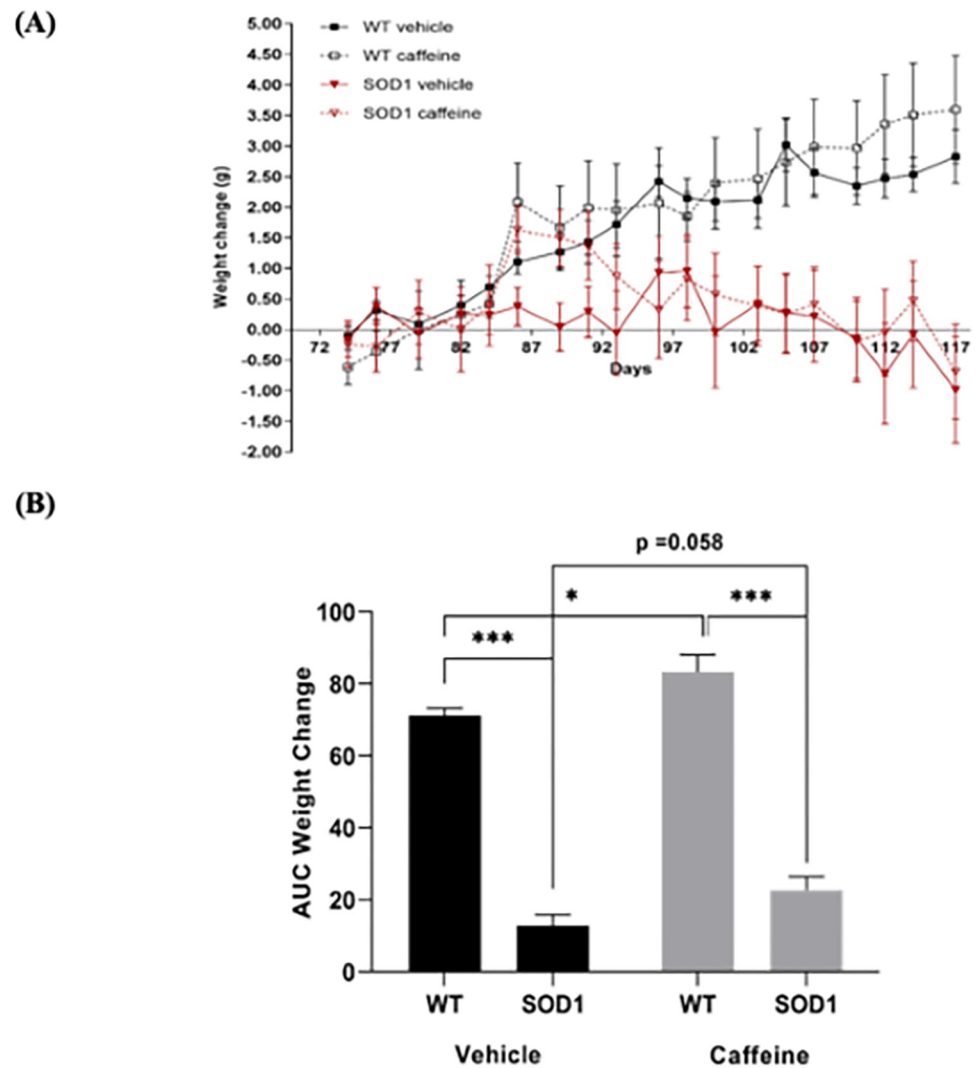 (A)
5.00
4.50
4.00
3.50
3.00
2.50
2.00
1.50
1.00
0.50
0.00
-0.50
-1.00
-1.50
-2.00
Weight change (g)
WT vehicle
WT caffeine
SOD1 vehicle
SOD1 caffeine
72 77 82 87 92 97 102 107 112 117
Days
(B)
p =0.058
* ***
***
100
80
60
40
20
0
AUC Weight Change
WT SOD1 WT SOD1
Vehicle Caffeine